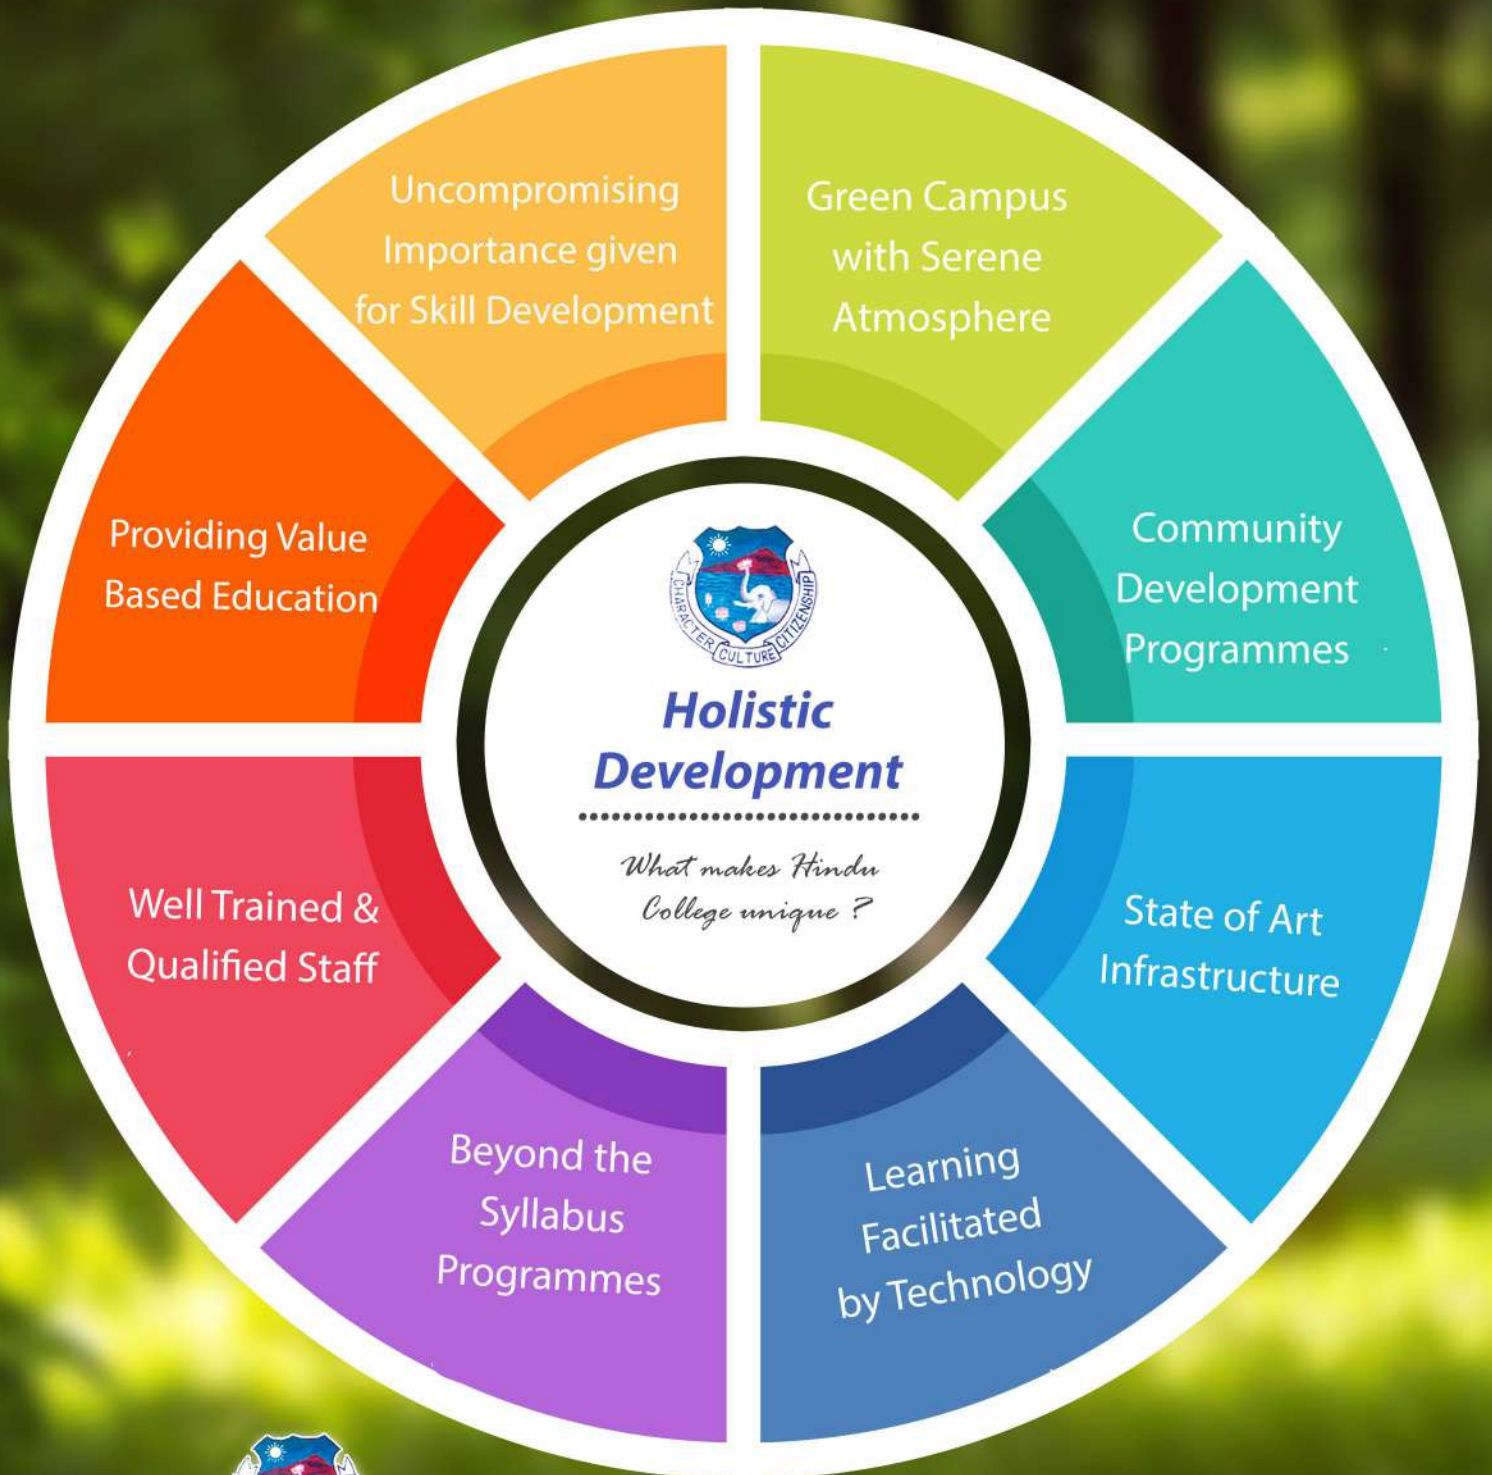 Uncompromising
Importance given
for Skill Development
Green Campus
with Serene
Atmosphere
Community
Development
Programmes
State of Art
Infrastructure
Learning
Facilitated
by Technology
Beyond the
Syllabus
Programmes
Well Trained &
Qualified Staff
Providing Value
Based Education
CHARACTER CULTURE CITIZENSHIP
Holistic
Development
What makes Hindu
College unique ?